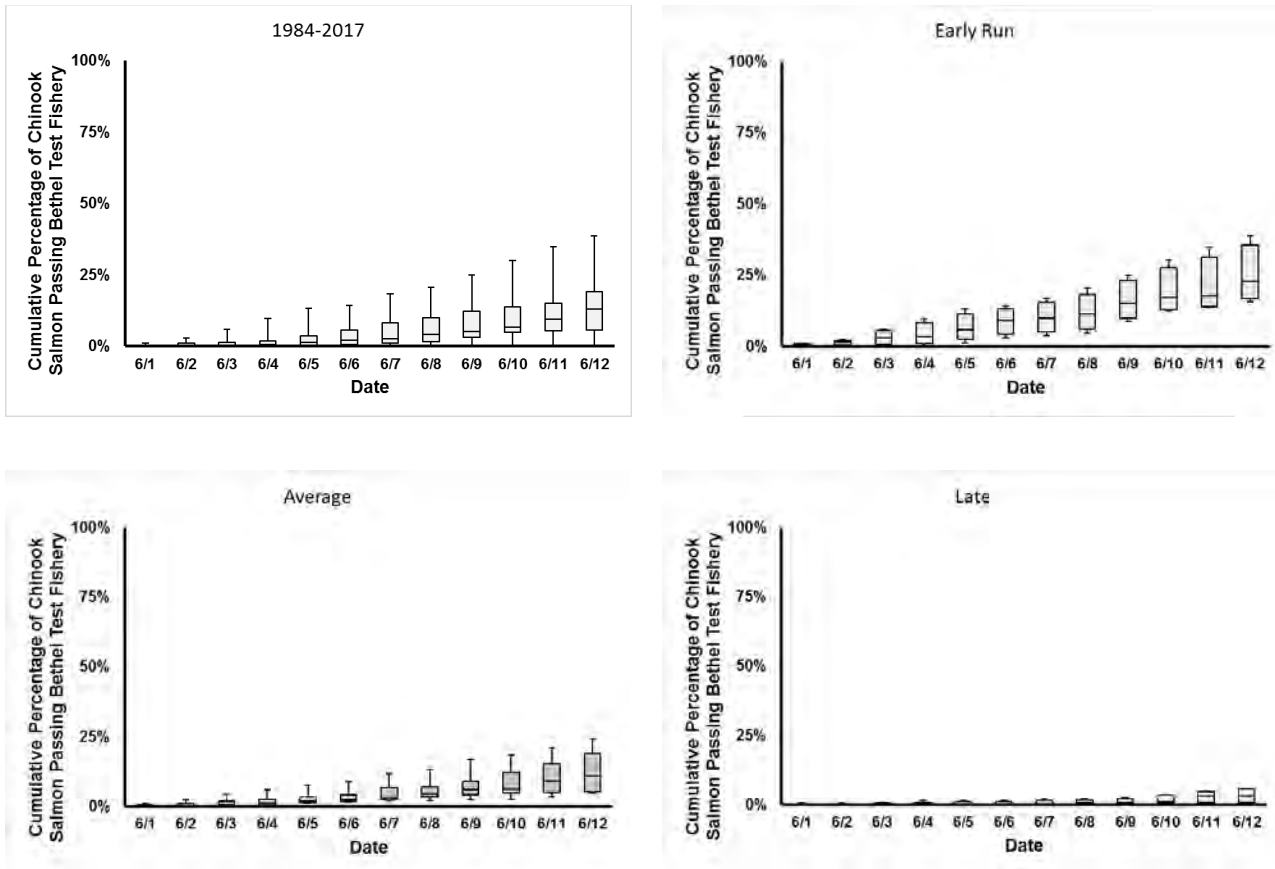 1984-2017
Cumulative Percentage of Chinook
Salmon Passing Bethel Test Fishery
100%
75%
50%
25%
0%
6/1 6/2 6/3 6/4 6/5 6/6 6/7 6/8 6/9 6/10 6/11 6/12
Date
Early Run
Cumulative Percentage of Chinook
Salmon Passing Bethel Test Fishery
100%
75%
50%
25%
0%
6/1 6/2 6/3 6/4 6/5 6/6 6/7 6/8 6/9 6/10 6/11 6/12
Date
Average
Cumulative Percentage of Chinook
Salmon Passing Bethel Test Fishery
100%
75%
50%
25%
0%
6/1 6/2 6/3 6/4 6/5 6/6 6/7 6/8 6/9 6/10 6/11 6/12
Date
Late
Cumulative Percentage of Chinook
Salmon Passing Bethel Test Fishery
100%
75%
50%
25%
0%
6/1 6/2 6/3 6/4 6/5 6/6 6/7 6/8 6/9 6/10 6/11 6/12
Date